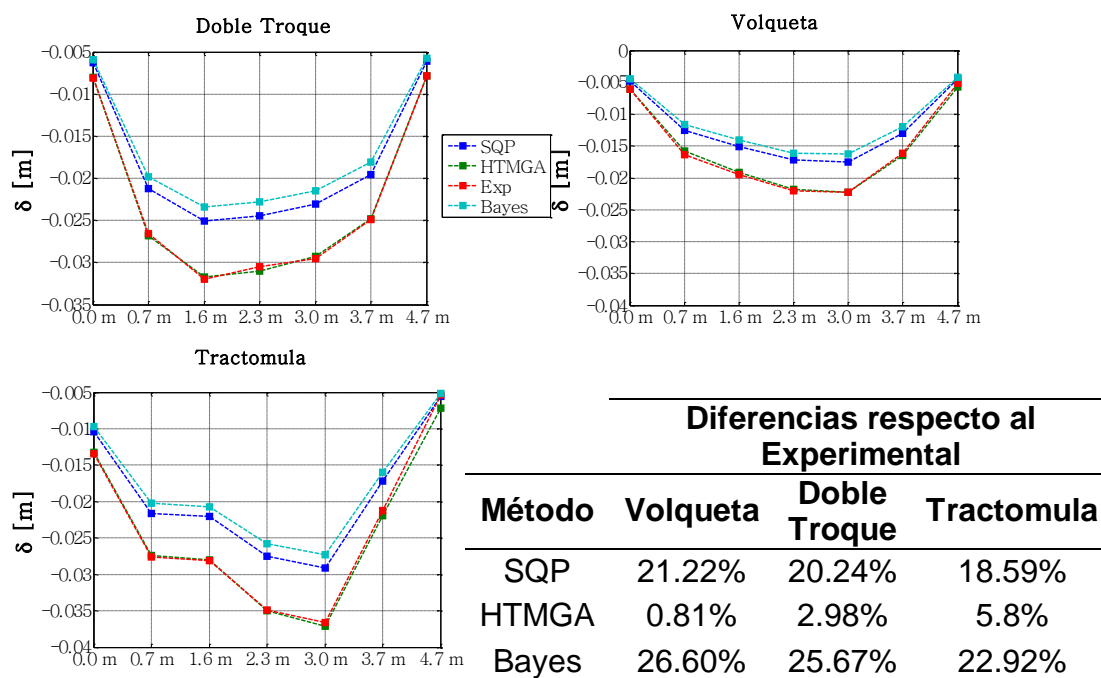 Doble Troque
−0.005
−0.01
−0.015
−0.02
−0.025
−0.03
−0.035
δ [m]
0.0 m 0.7 m 1.6 m 2.3 m 3.0 m 3.7 m 4.7 m
SQP
HTMGA
Exp
Bayes
Volqueta
0
−0.005
−0.01
−0.015
−0.02
−0.025
−0.03
−0.035
−0.04
δ [m]
0.0 m 0.7 m 1.6 m 2.3 m 3.0 m 3.7 m 4.7 m
Tractomula
−0.005
−0.01
−0.015
−0.02
−0.025
−0.03
−0.035
−0.04
δ [m]
0.0 m 0.7 m 1.6 m 2.3 m 3.0 m 3.7 m 4.7 m
Diferencias respecto al
Experimental
Método Volqueta Doble Troque Tractomula
SQP 21.22% 20.24% 18.59%
HTMGA 0.81% 2.98% 5.8%
Bayes 26.60% 25.67% 22.92%